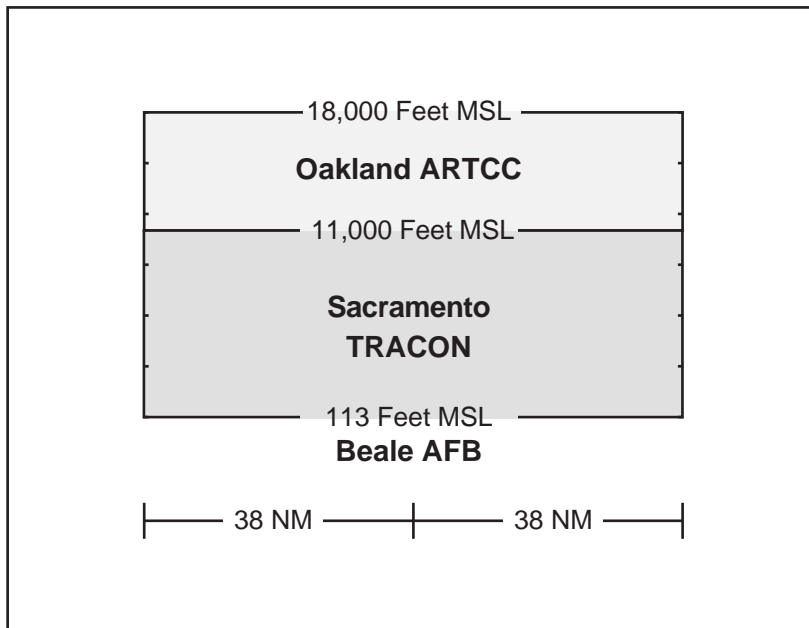 18,000 Feet MSL
Oakland ARTCC
11,000 Feet MSL
Sacramento
TRACON
113 Feet MSL
Beale AFB
38 NM 38 NM